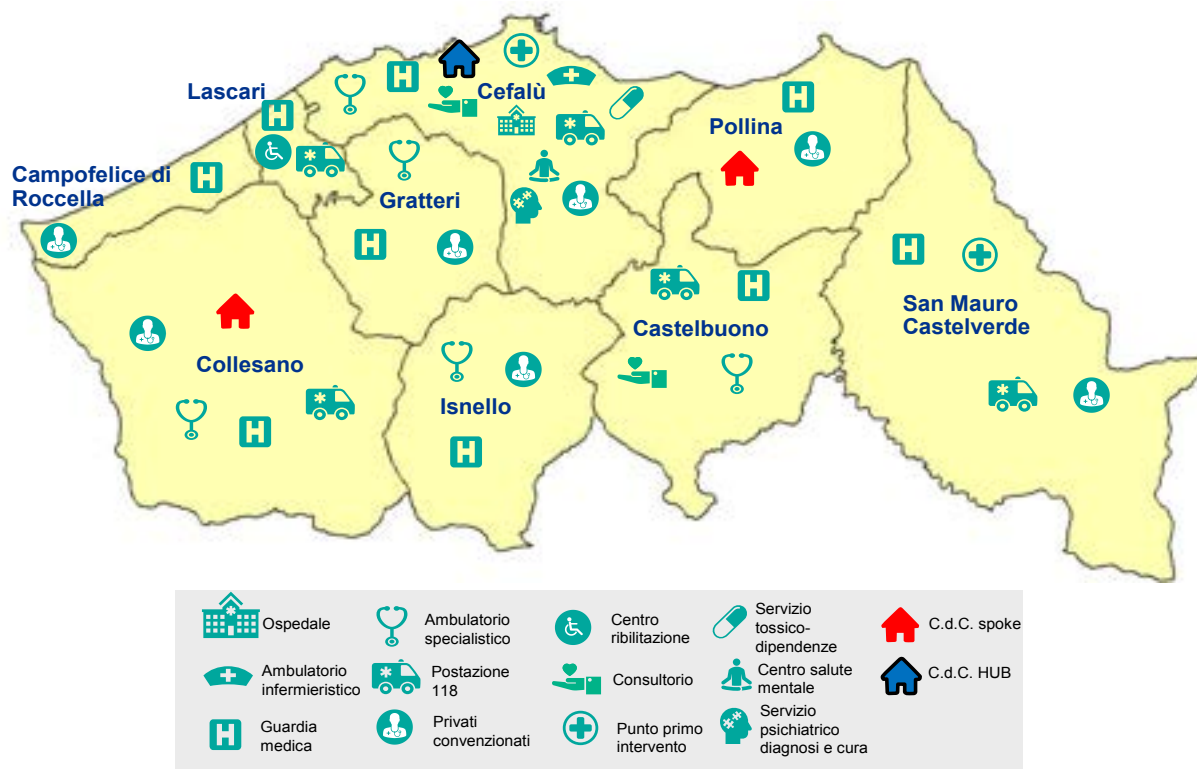 Lascari
Cefalù
Pollina
Campofelice di
Roccella
Gratteri
San Mauro
Castelverde
Castelbuono
Collesano
Isnello
H
H
H
H
H
H
H
H
H
Ospedale
Ambulatorio
specialistico
Centro
ribilitazione
Servizio
tossico-
dipendenze
C.d.C. spoke
Ambulatorio
infermieristico
Postazione
118
Consultorio
Centro salute
mentale
C.d.C. HUB
H
Guardia
medica
Privati
convenzionati
Punto primo
intervento
Servizio
psichiatrico
diagnosi e cura